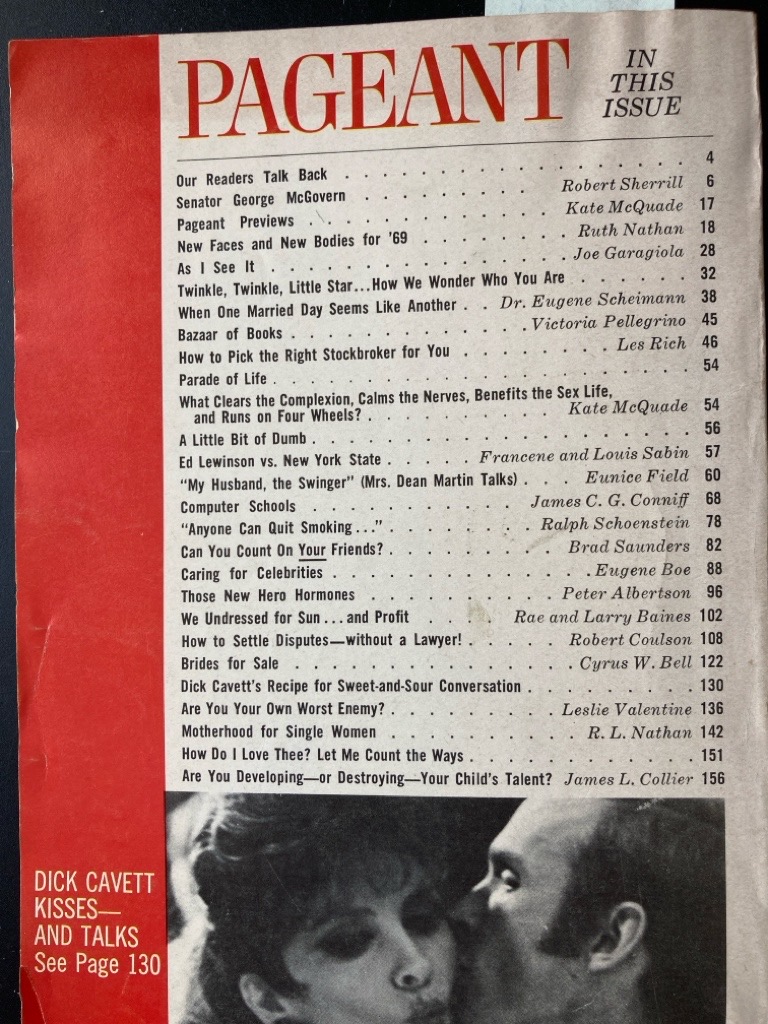 PAGEANT
IN
THIS
ISSUE
Our Readers Talk Back . . . . . . . . . . . . . . . . . . 4
Senator George McGovern . . . . . . . . . Robert Sherrill 6
Pageant Previews . . . . . . . . . . . . . Kate McQuade 17
New Faces and New Bodies for '69 . . . . . . . Ruth Nathan 18
As I See It . . . . . . . . . . . . . . . . Joe Garagiola 28
Twinkle, Twinkle, Little Star...How We Wonder Who You Are . . . . . . 32
When One Married Day Seems Like Another . . Dr. Eugene Scheimann 38
Bazaar of Books . . . . . . . . . . . . . Victoria Pellegrino 45
How to Pick the Right Stockbroker for You . . . . . . . . Les Rich 46
Parade of Life . . . . . . . . . . . . . . . . . . . . . . 54
What Clears the Complexion, Calms the Nerves, Benefits the Sex Life,
and Runs on Four Wheels? . . . . . . . . . . Kate McQuade 54
A Little Bit of Dumb . . . . . . . . . . . . . . . . . . . . 56
Ed Lewinson vs. New York State . . . . . Francene and Louis Sabin 57
"My Husband, the Swinger" (Mrs. Dean Martin Talks) . . . Eunice Field 60
Computer Schools . . . . . . . . . . . James C. G. Conniff 68
"Anyone Can Quit Smoking..." . . . . . . . . Ralph Schoenstein 78
Can You Count On Your Friends? . . . . . . . . . Brad Saunders 82
Caring for Celebrities . . . . . . . . . . . . . . Eugene Boe 88
Those New Hero Hormones . . . . . . . . . . Peter Albertson 96
We Undressed for Sun...and Profit . . . . Rae and Larry Baines 102
How to Settle Disputes—without a Lawyer! . . . . . Robert Coulson 108
Brides for Sale . . . . . . . . . . . . . . . Cyrus W. Bell 122
Dick Cavett's Recipe for Sweet-and-Sour Conversation . . . . . . . . . 130
Are You Your Own Worst Enemy? . . . . . . . . . Leslie Valentine 136
Motherhood for Single Women . . . . . . . . . . R. L. Nathan 142
How Do I Love Thee? Let Me Count the Ways . . . . . . . . . . . . 151
Are You Developing—or Destroying—Your Child's Talent? James L. Collier 156
DICK CAVETT
KISSES—
AND TALKS
See Page 130